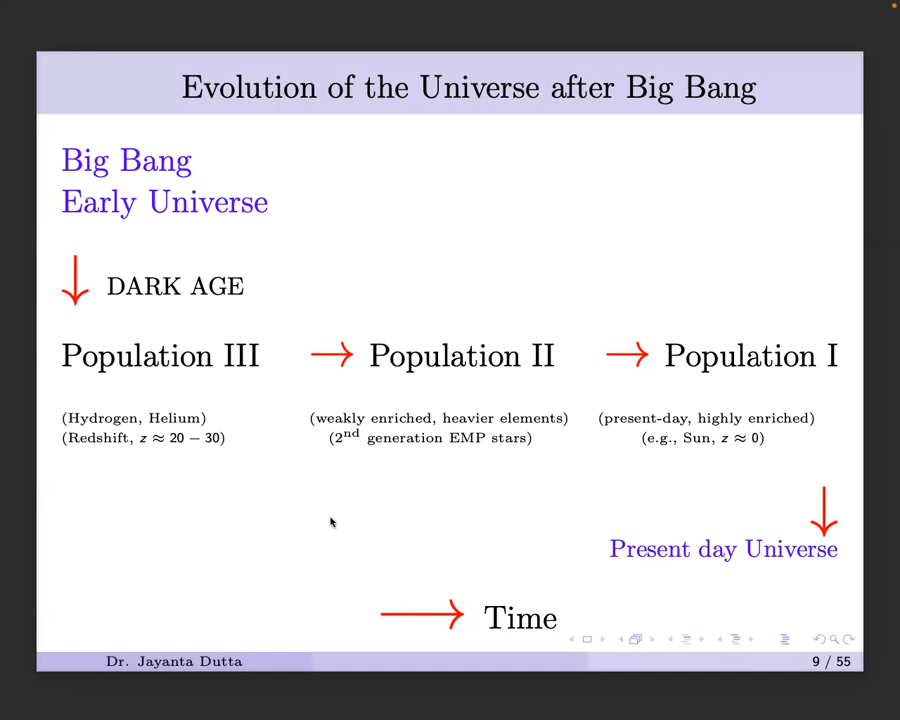 Evolution of the Universe after Big Bang
Big Bang
Early Universe
↓ DARK AGE
Population III → Population II → Population I
(Hydrogen, Helium) (weakly enriched, heavier elements) (present-day, highly enriched)
(Redshift, z ≈ 20 − 30) (2nd generation EMP stars) (e.g., Sun, z ≈ 0)
↓
Present day Universe
→ Time
Dr. Jayanta Dutta 9 / 55